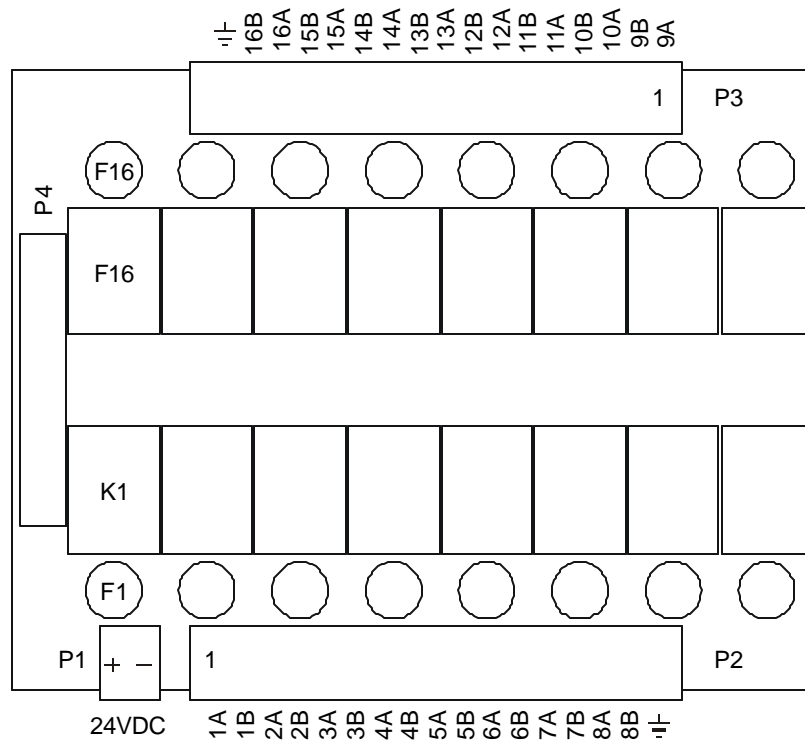 16B 16A 15B 15A 14B 14A 13B 13A 12B 12A 11B 11A 10B 10A 9B 9A
1 P3
F16
P4
F16
K1
F1
P1 + − 1 P2
24VDC 1A 1B 2A 2B 3A 3B 4A 4B 5A 5B 6A 6B 7A 7B 8A 8B